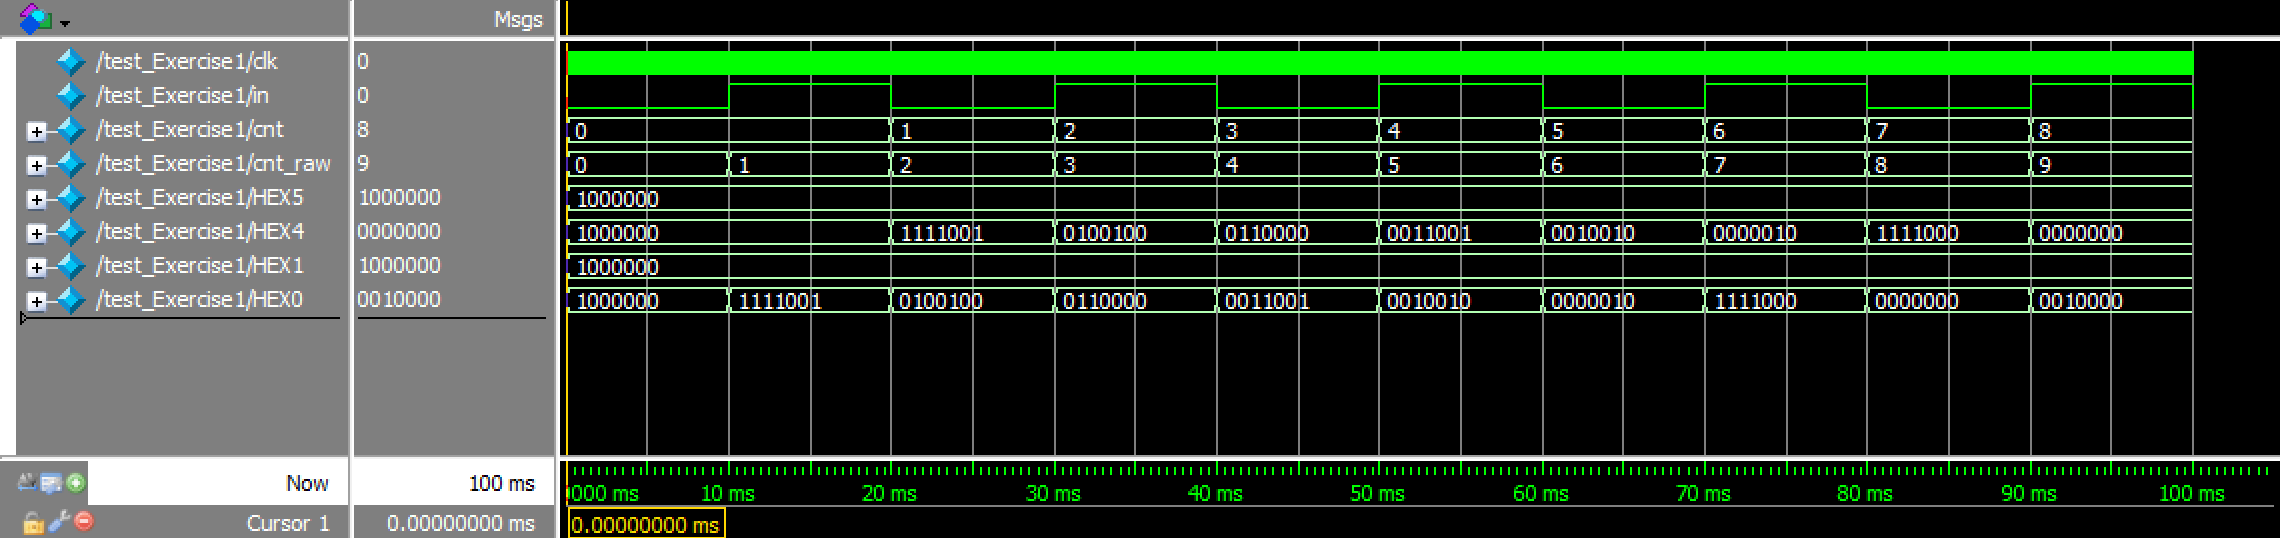 Msgs
/test_Exercise1/clk 0
/test_Exercise1/in 0
/test_Exercise1/cnt 8 0 1 2 3 4 5 6 7 8
/test_Exercise1/cnt_raw 9 0 1 2 3 4 5 6 7 8 9
/test_Exercise1/HEX5 1000000 1000000
/test_Exercise1/HEX4 0000000 1000000 1111001 0100100 0110000 0011001 0010010 0000010 1111000 0000000
/test_Exercise1/HEX1 1000000 1000000
/test_Exercise1/HEX0 0010000 1000000 1111001 0100100 0110000 0011001 0010010 0000010 1111000 0000000 0010000
Now 100 ms 0000 ms 10 ms 20 ms 30 ms 40 ms 50 ms 60 ms 70 ms 80 ms 90 ms 100 ms
Cursor 1 0.00000000 ms 0.00000000 ms